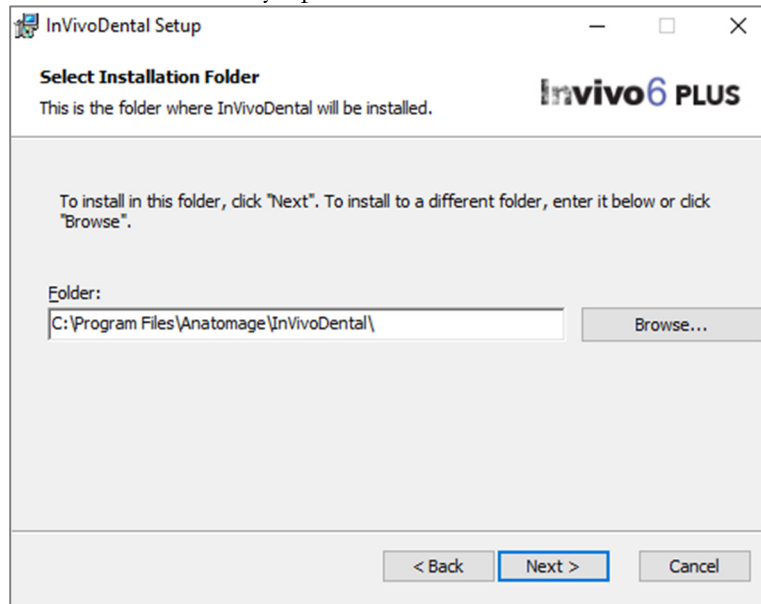 InVivoDental Setup
Select Installation Folder
This is the folder where InVivoDental will be installed.
Invivo6 PLUS
To install in this folder, click "Next". To install to a different folder, enter it below or click
"Browse".
Folder:
C:\Program Files\Anatomage\InVivoDental\
Browse...
< Back
Next >
Cancel